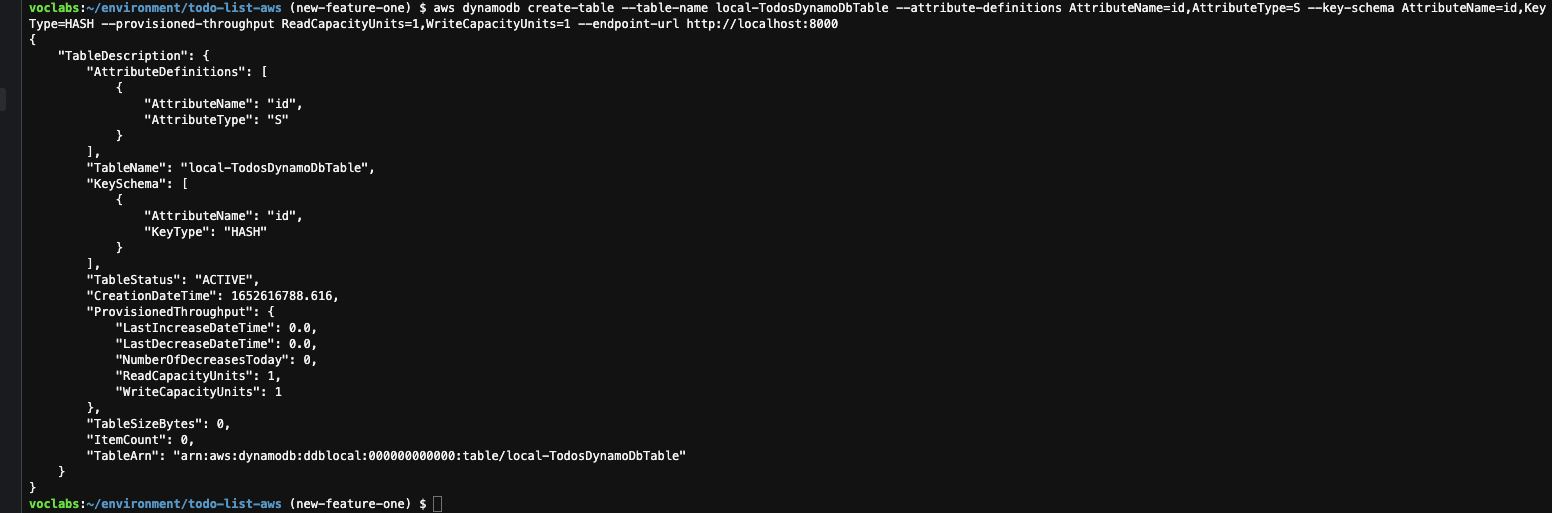 voclabs:~/environment/todo-list-aws (new-feature-one) $ aws dynamodb create-table --table-name local-TodosDynamoDbTable --attribute-definitions AttributeName=id,AttributeType=S --key-schema AttributeName=id,Key
Type=HASH --provisioned-throughput ReadCapacityUnits=1,WriteCapacityUnits=1 --endpoint-url http://localhost:8000
{
    "TableDescription": {
        "AttributeDefinitions": [
            {
                "AttributeName": "id",
                "AttributeType": "S"
            }
        ],
        "TableName": "local-TodosDynamoDbTable",
        "KeySchema": [
            {
                "AttributeName": "id",
                "KeyType": "HASH"
            }
        ],
        "TableStatus": "ACTIVE",
        "CreationDateTime": 1652616788.616,
        "ProvisionedThroughput": {
            "LastIncreaseDateTime": 0.0,
            "LastDecreaseDateTime": 0.0,
            "NumberOfDecreasesToday": 0,
            "ReadCapacityUnits": 1,
            "WriteCapacityUnits": 1
        },
        "TableSizeBytes": 0,
        "ItemCount": 0,
        "TableArn": "arn:aws:dynamodb:ddblocal:000000000000:table/local-TodosDynamoDbTable"
    }
}
voclabs:~/environment/todo-list-aws (new-feature-one) $